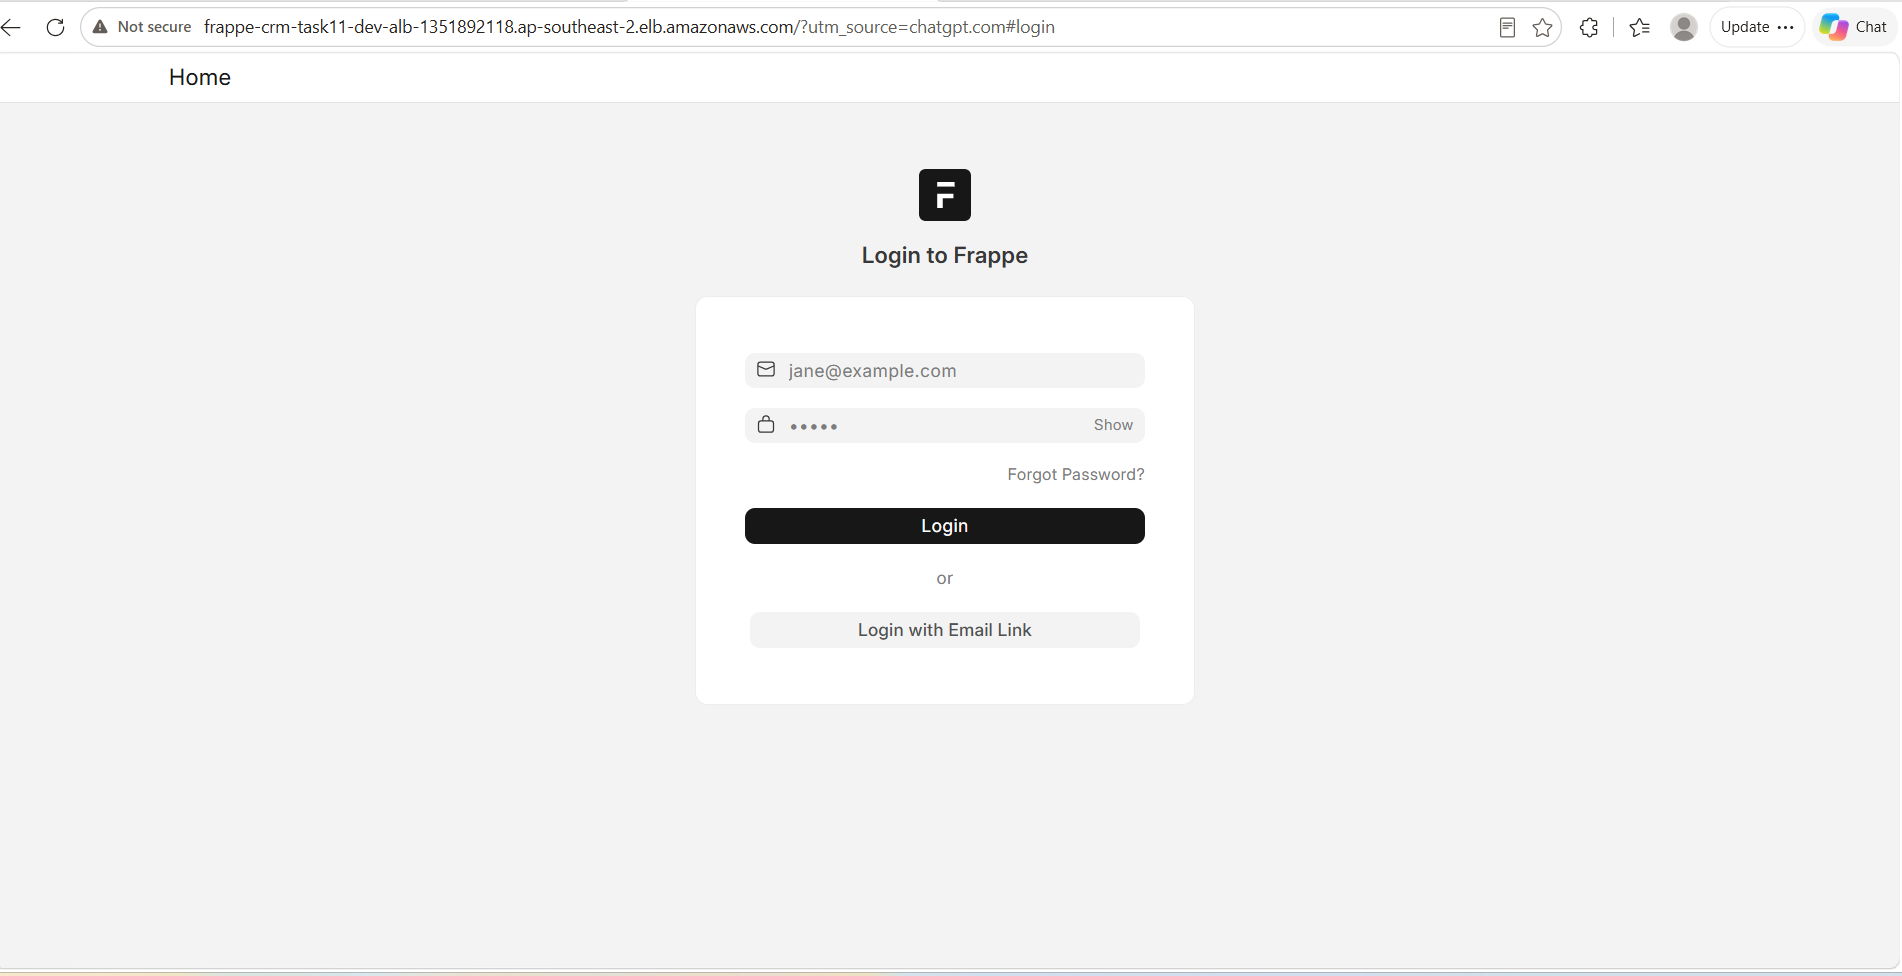 Not secure frappe-crm-task11-dev-alb-1351892118.ap-southeast-2.elb.amazonaws.com/?utm_source=chatgpt.com#login Update Chat
Home
F
Login to Frappe
jane@example.com
••••• Show
Forgot Password?
Login
or
Login with Email Link